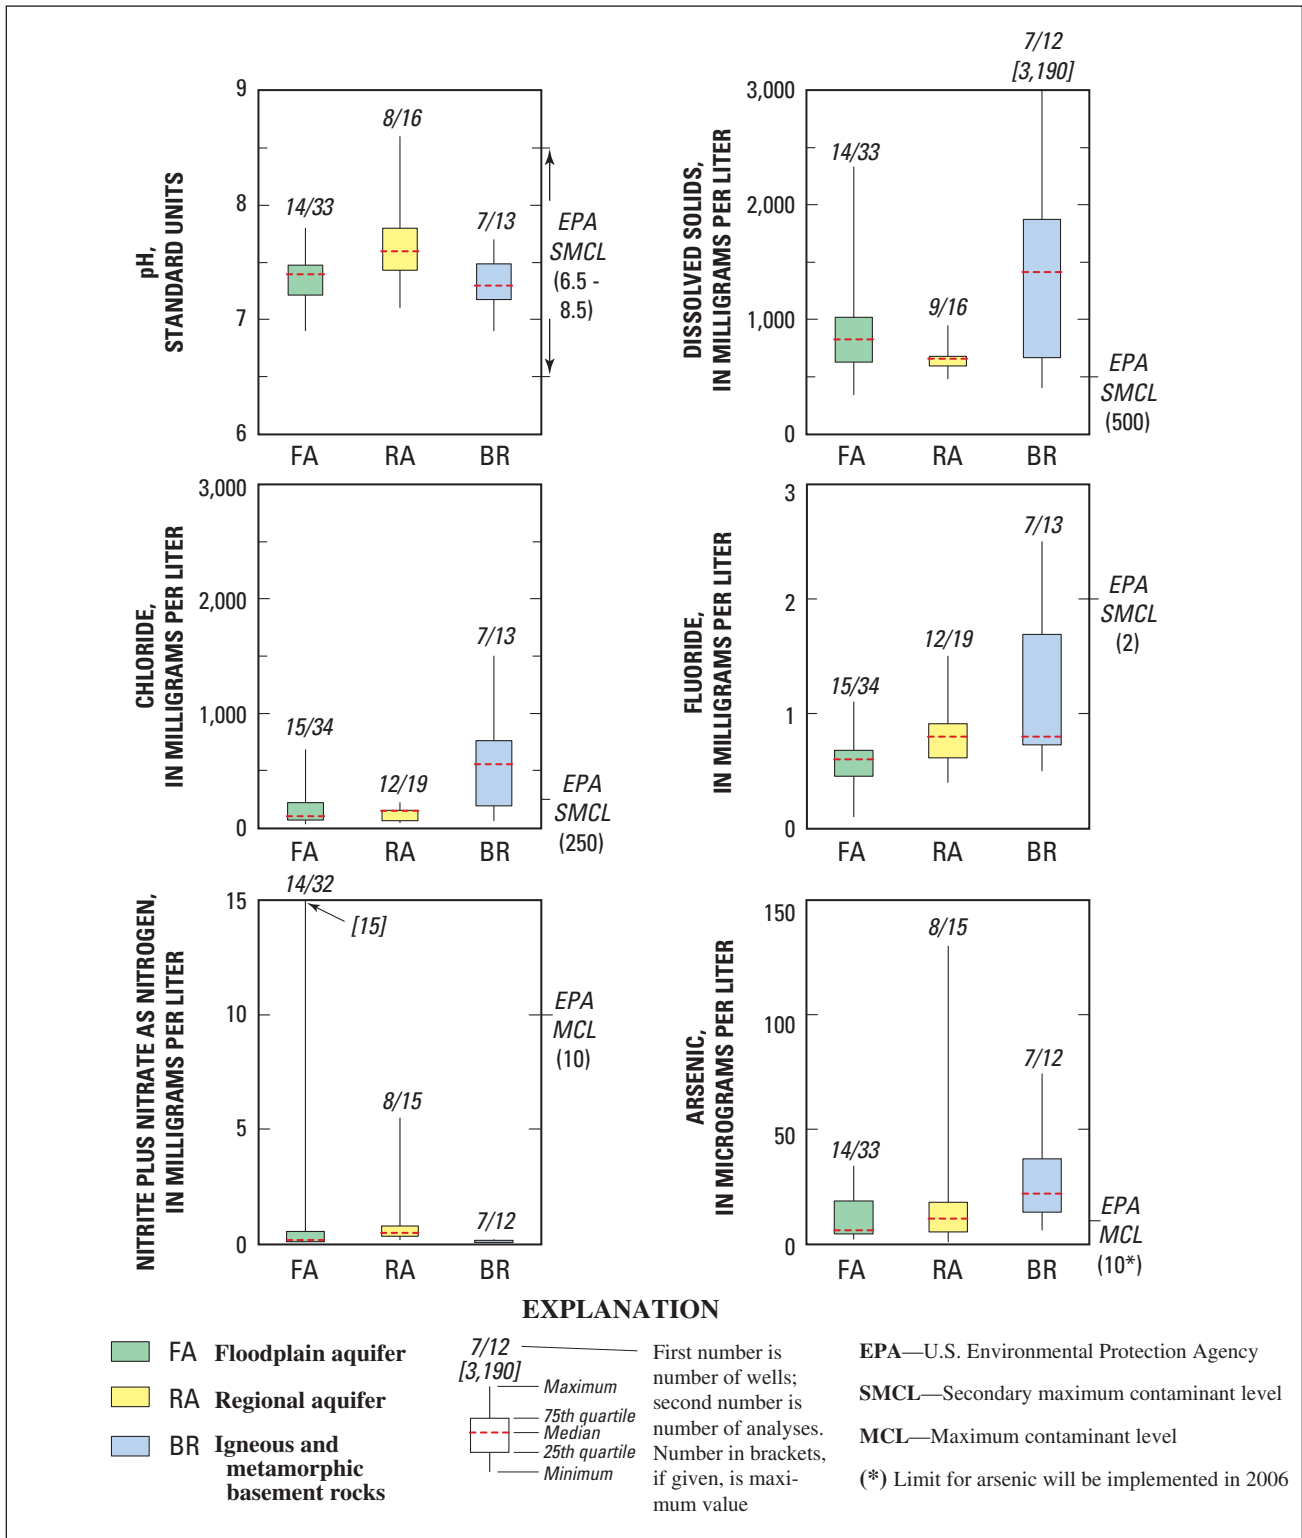 7/12
[3,190]
9
8
7
6
pH,
STANDARD UNITS
14/33
8/16
7/13
EPA
SMCL
(6.5 -
8.5)
FA
RA
BR
3,000
2,000
1,000
0
DISSOLVED SOLIDS,
IN MILLIGRAMS PER LITER
14/33
9/16
EPA
SMCL
(500)
FA
RA
BR
3,000
2,000
1,000
0
CHLORIDE,
IN MILLIGRAMS PER LITER
15/34
12/19
7/13
EPA
SMCL
(250)
FA
RA
BR
3
2
1
0
FLUORIDE,
IN MILLIGRAMS PER LITER
15/34
12/19
7/13
EPA
SMCL
(2)
FA
RA
BR
15
10
5
0
NITRITE PLUS NITRATE AS NITROGEN,
IN MILLIGRAMS PER LITER
14/32
[15]
8/15
7/12
EPA
MCL
(10)
FA
RA
BR
150
100
50
0
ARSENIC,
IN MICROGRAMS PER LITER
14/33
8/15
7/12
EPA
MCL
(10*)
FA
RA
BR
EXPLANATION
FA Floodplain aquifer
RA Regional aquifer
BR Igneous and
metamorphic
basement rocks
7/12
[3,190]
Maximum
75th quartile
Median
25th quartile
Minimum
First number is
number of wells;
second number is
number of analyses.
Number in brackets,
if given, is maxi-
mum value
EPA—U.S. Environmental Protection Agency
SMCL—Secondary maximum contaminant level
MCL—Maximum contaminant level
(*) Limit for arsenic will be implemented in 2006